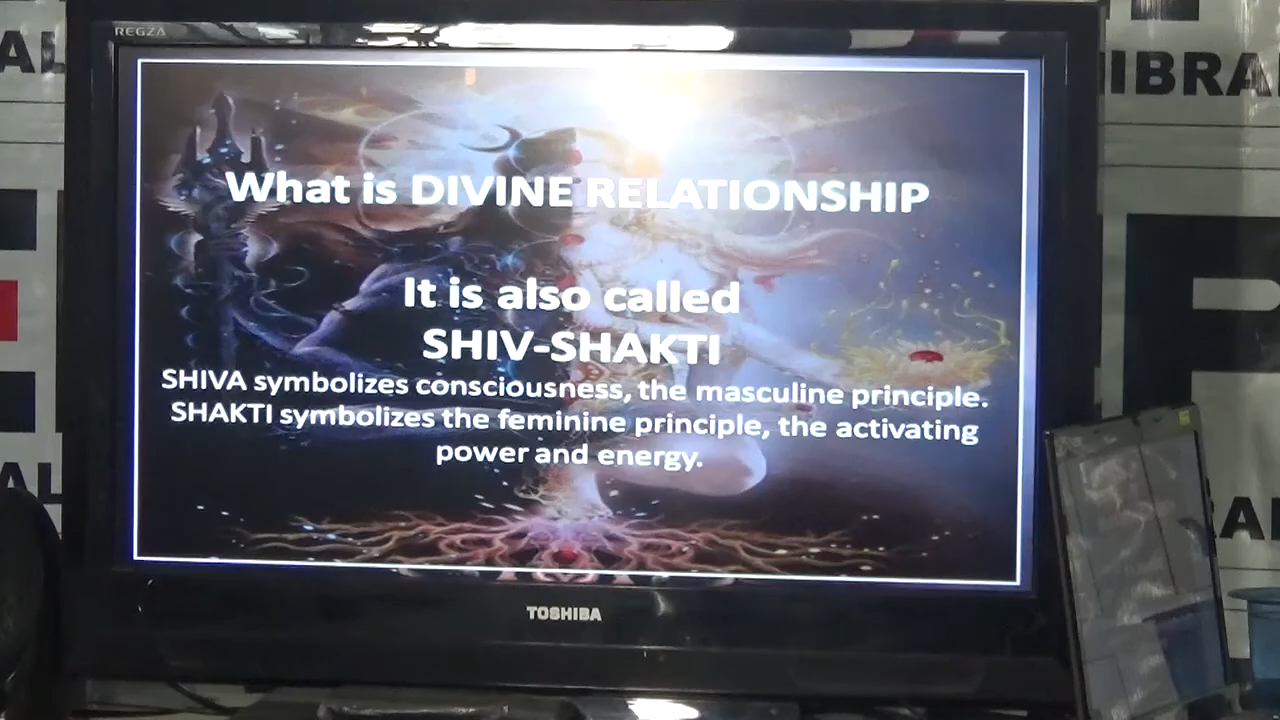 REGZA
What is DIVINE RELATIONSHIP
It is also called
SHIV-SHAKTI
SHIVA symbolizes consciousness, the masculine principle.
SHAKTI symbolizes the feminine principle, the activating
power and energy.
TOSHIBA